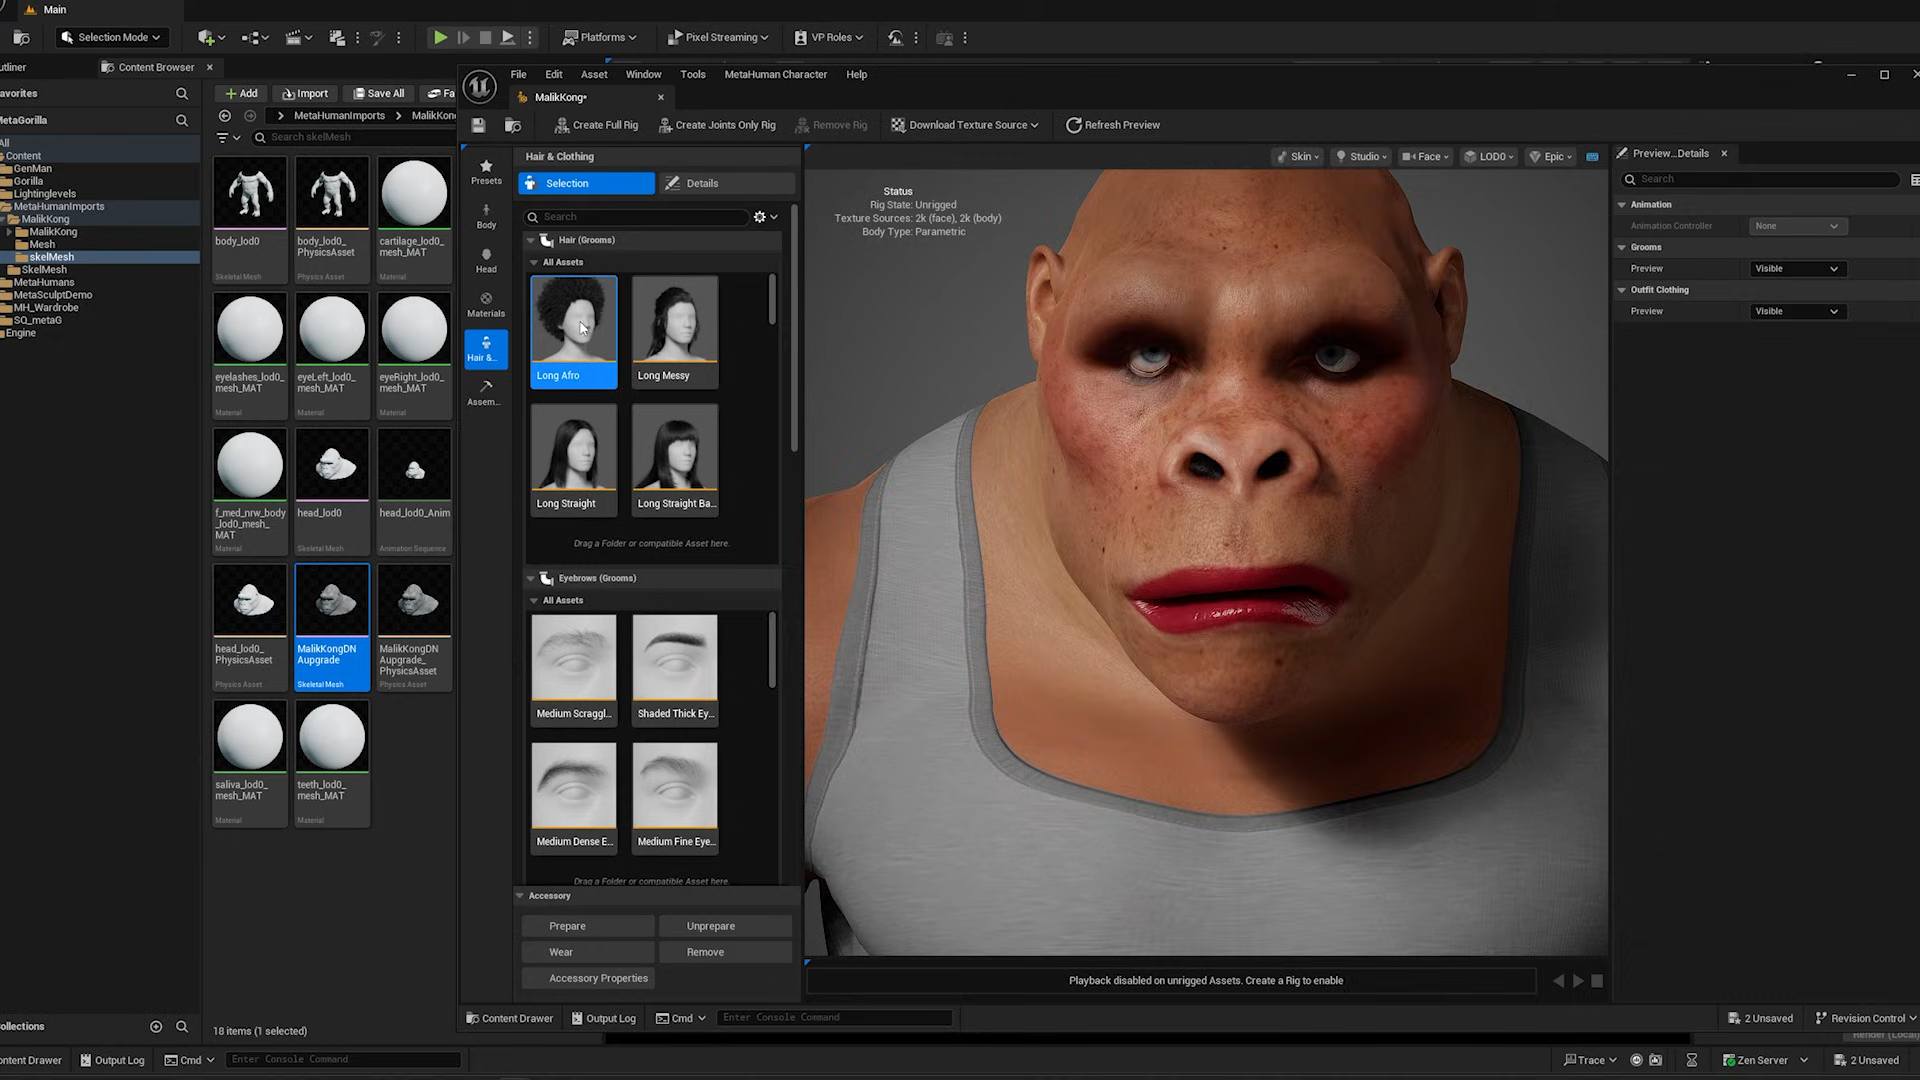 Main
Selection Mode
Platforms
Pixel Streaming
VP Roles
utliner
Content Browser
avorites
MetaGorilla
All
Content
GenMan
Gorilla
Lightinglevels
MetaHumanImports
MalikKong
MalikKong
Mesh
skelMesh
SkelMesh
MetaHumans
MetaSculptDemo
MH_Wardrobe
SQ_metaG
Engine
Add
Import
Save All
Fa
MetaHumanImports
MalikKon
Search skelMesh
body_lod0
Skeletal Mesh
body_lod0_
PhysicsAsset
Physics Asset
cartilage_lod0_
mesh_MAT
Material
eyelashes_lod0_
mesh_MAT
Material
eyeLeft_lod0_
mesh_MAT
Material
eyeRight_lod0_
mesh_MAT
Material
f_med_nrw_body
_lod0_mesh_
MAT
Material
head_lod0
Skeletal Mesh
head_lod0_Anim
Animation Sequence
head_lod0_
PhysicsAsset
Physics Asset
MalikKongDN
Aupgrade
Skeletal Mesh
MalikKongDN
Aupgrade_
PhysicsAsset
Physics Asset
saliva_lod0_
mesh_MAT
Material
teeth_lod0_
mesh_MAT
Material
ollections
18 items (1 selected)
ontent Drawer
Output Log
Cmd
Enter Console Command
File
Edit
Asset
Window
Tools
MetaHuman Character
Help
MalikKong*
Create Full Rig
Create Joints Only Rig
Remove Rig
Download Texture Source
Refresh Preview
Presets
Body
Head
Materials
Hair &...
Assem...
Hair & Clothing
Selection
Details
Search
Hair (Grooms)
All Assets
Long Afro
Long Messy
Long Straight
Long Straight Ba...
Drag a Folder or compatible Asset here.
Eyebrows (Grooms)
All Assets
Medium Scraggl...
Shaded Thick Ey...
Medium Dense E...
Medium Fine Eye...
Drag a Folder or compatible Asset here.
Accessory
Prepare
Unprepare
Wear
Remove
Accessory Properties
Skin
Studio
Face
LOD0
Epic
Status
Rig State: Unrigged
Texture Sources: 2k (face), 2k (body)
Body Type: Parametric
Playback disabled on unrigged Assets. Create a Rig to enable
Preview...Details
Search
Animation
Animation Controller
None
Grooms
Preview
Visible
Outfit Clothing
Preview
Visible
Content Drawer
Output Log
Cmd
Enter Console Command
2 Unsaved
Revision Control
Render (Local)
Trace
Zen Server
2 Unsaved